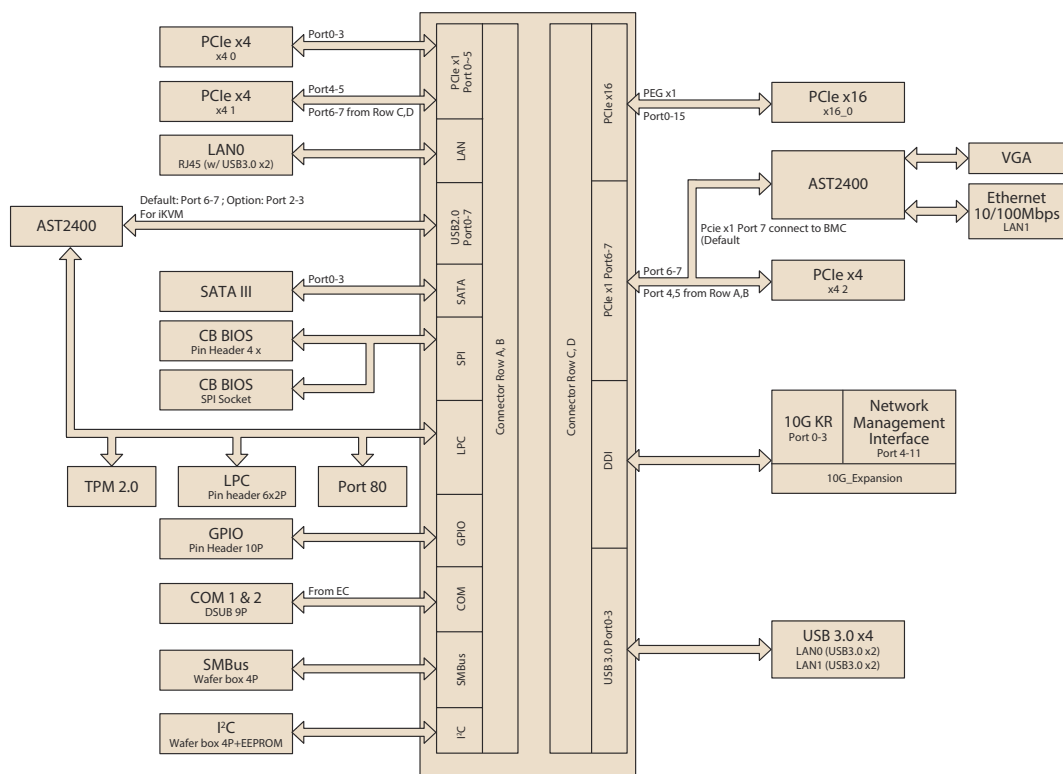 PCIe x4
x4 0
Port0-3
PCIe x4
x4 1
Port4-5
Port6-7 from Row C,D
LAN0
RJ45 (w/ USB3.0 x2)
Default: Port 6-7 ; Option: Port 2-3
For iKVM
AST2400
SATA III
Port0-3
CB BIOS
Pin Header 4 x
CB BIOS
SPI Socket
TPM 2.0
LPC
Pin header 6x2P
Port 80
GPIO
Pin Header 10P
COM 1 & 2
DSUB 9P
From EC
SMBus
Wafer box 4P
I²C
Wafer box 4P+EEPROM
PCIe x1
Port 0~5
LAN
USB2.0
Port0-7
SATA
SPI
LPC
GPIO
COM
SMBus
I²C
Connector Row A, B
Connector Row C, D
PCIe x16
PCIe x1 Port6-7
DDI
USB3.0 Port0-3
PEG x1
Port0-15
PCIe x16
x16_0
AST2400
VGA
Ethernet
10/100Mbps
LAN1
Pcie x1 Port 7 connect to BMC
(Default
Port 6-7
Port 4,5 from Row A,B
PCIe x4
x4 2
10G KR
Port 0-3
Network
Management
Interface
Port 4-11
10G_Expansion
USB 3.0 x4
LAN0 (USB3.0 x2)
LAN1 (USB3.0 x2)